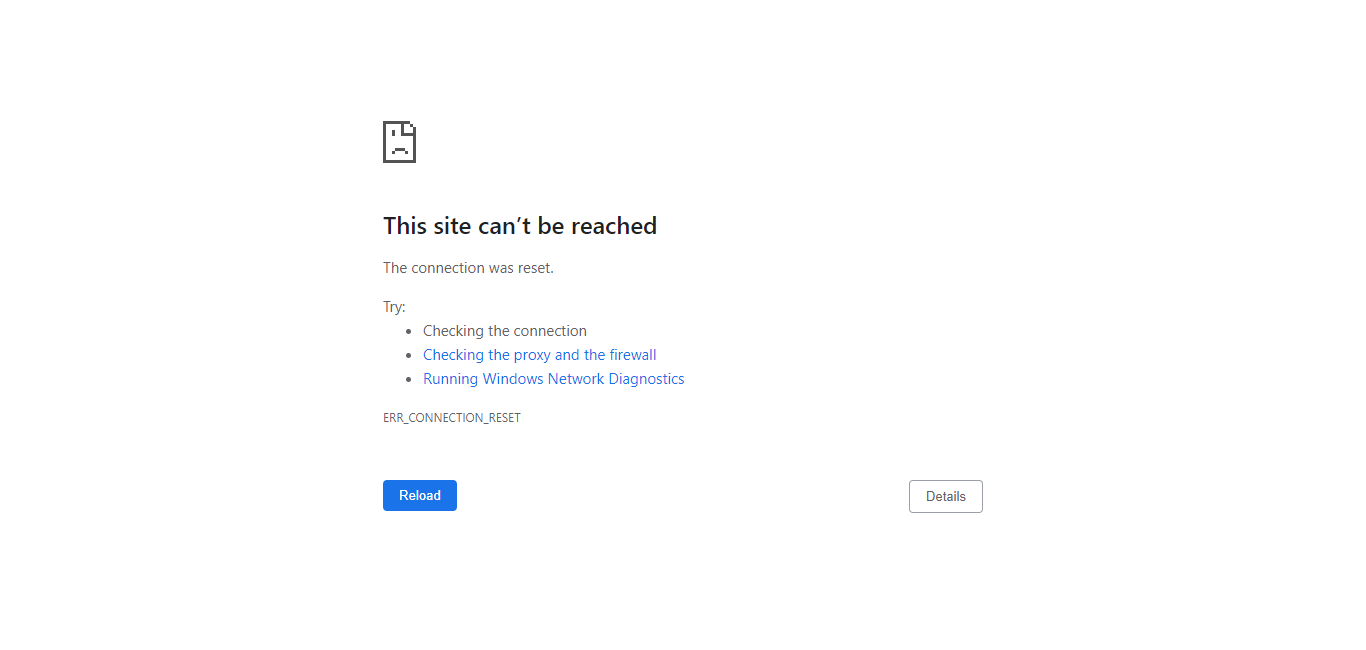 This site can’t be reached
The connection was reset.
Try:
Checking the connection
Checking the proxy and the firewall
Running Windows Network Diagnostics
ERR_CONNECTION_RESET
Reload
Details